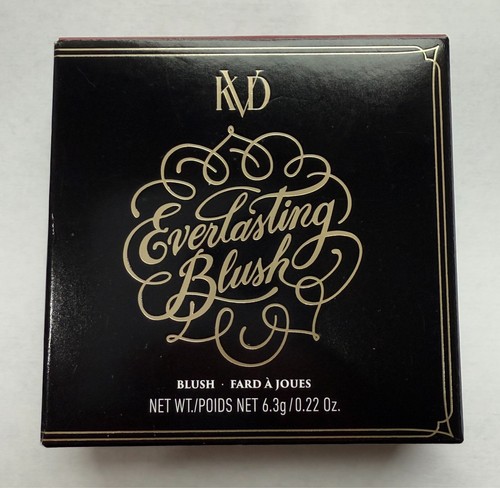 KVD
Everlasting
Blush
BLUSH · FARD À JOUES
NET WT./POIDS NET 6.3g/0.22 Oz.